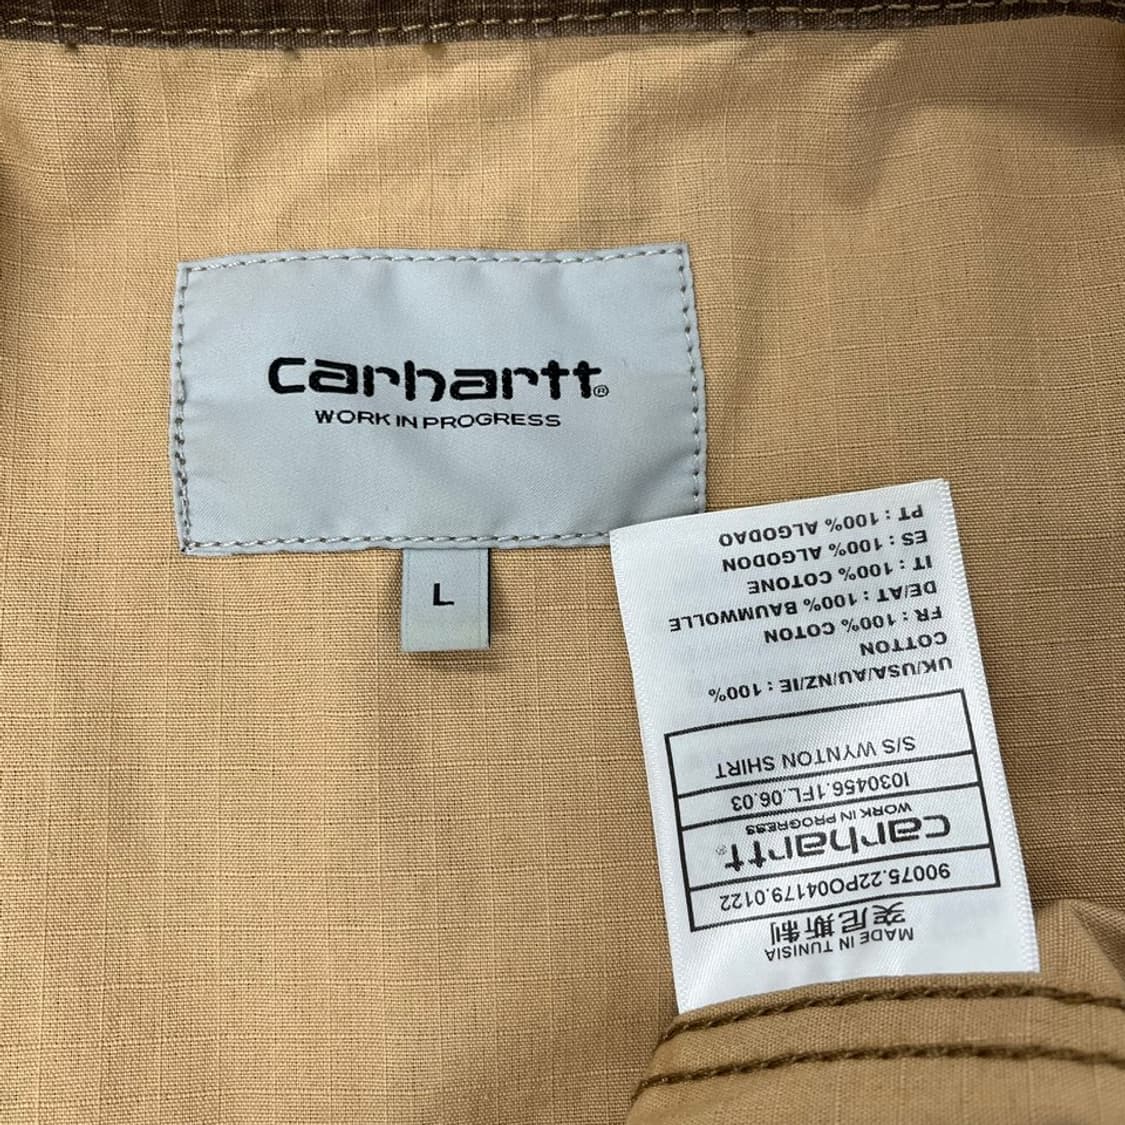 Carhartt®
WORK IN PROGRESS
L
MADE IN TUNISIA
突尼斯制
90075.22PO04179.0122
carhartt®
WORK IN PROGRESS
I030456.1FL.06.03
S/S WYNTON SHIRT
UK/USA/AU/NZ/IE : 100%
COTTON
FR : 100% COTON
DE/AT : 100% BAUMWOLLE
IT : 100% COTONE
ES : 100% ALGODON
PT : 100% ALGODAO